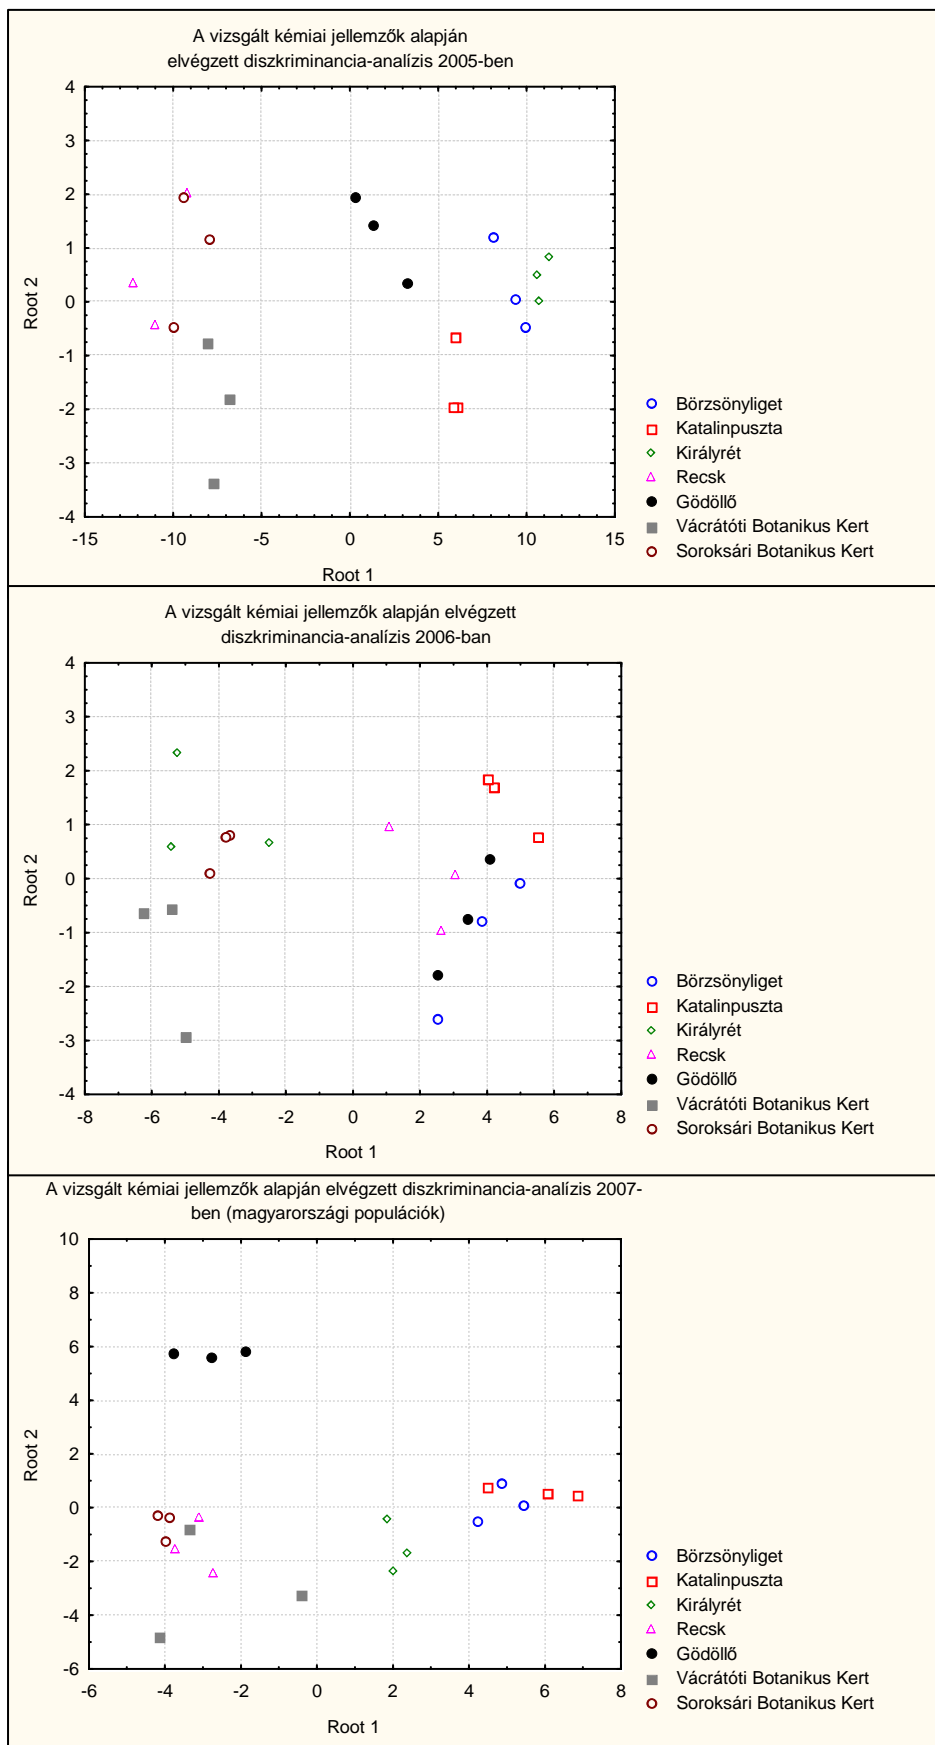 A vizsgált kémiai jellemzők alapján
elvégzett diszkriminancia-analízis 2005-ben
4
3
2
1
0
-1
-2
-3
-4
Root 2
-15 -10 -5 0 5 10 15
Root 1
Börzsönyliget
Katalinpuszta
Királyrét
Recsk
Gödöllő
Vácrátóti Botanikus Kert
Soroksári Botanikus Kert
A vizsgált kémiai jellemzők alapján elvégzett
diszkriminancia-analízis 2006-ban
4
3
2
1
0
-1
-2
-3
-4
Root 2
-8 -6 -4 -2 0 2 4 6 8
Root 1
Börzsönyliget
Katalinpuszta
Királyrét
Recsk
Gödöllő
Vácrátóti Botanikus Kert
Soroksári Botanikus Kert
A vizsgált kémiai jellemzők alapján elvégzett diszkriminancia-analízis 2007-
ben (magyarországi populációk)
10
8
6
4
2
0
-2
-4
-6
Root 2
-6 -4 -2 0 2 4 6 8
Root 1
Börzsönyliget
Katalinpuszta
Királyrét
Recsk
Gödöllő
Vácrátóti Botanikus Kert
Soroksári Botanikus Kert